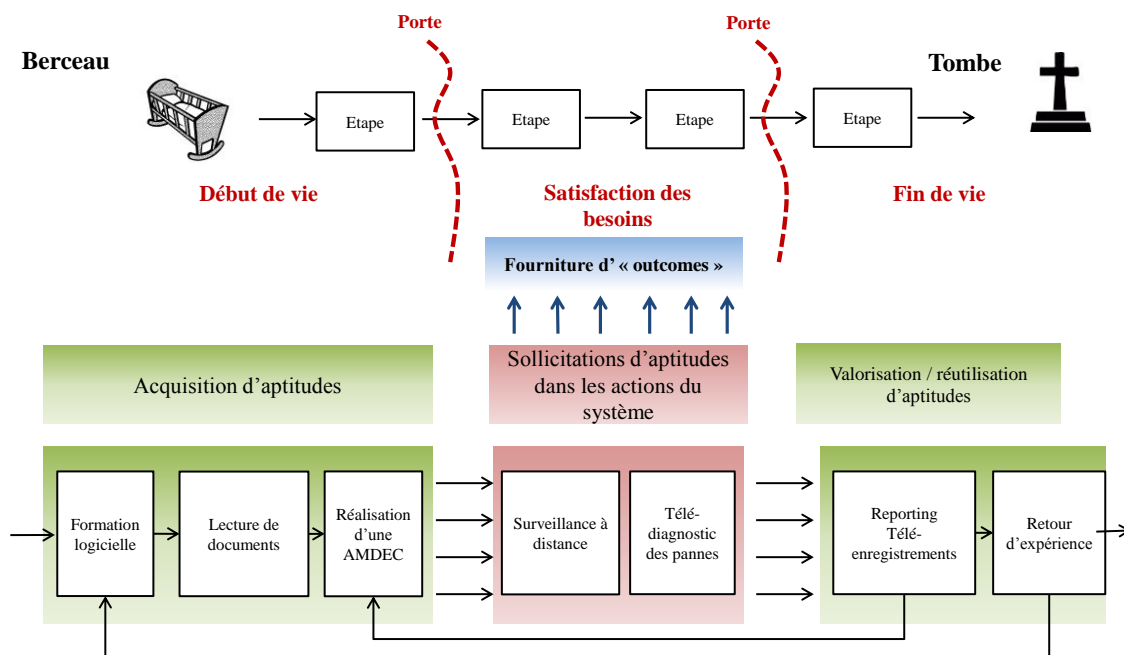 Porte
Porte
Berceau
Tombe
Etape
Etape
Etape
Etape
Début de vie
Satisfaction des
besoins
Fin de vie
Fourniture d' « outcomes »
Acquisition d'aptitudes
Sollicitations d'aptitudes
dans les actions du
système
Valorisation / réutilisation
d'aptitudes
Formation
logicielle
Lecture de
documents
Réalisation
d'une
AMDEC
Surveillance à
distance
Télé-
diagnostic
des pannes
Reporting
Télé-
enregistrements
Retour
d'expérience